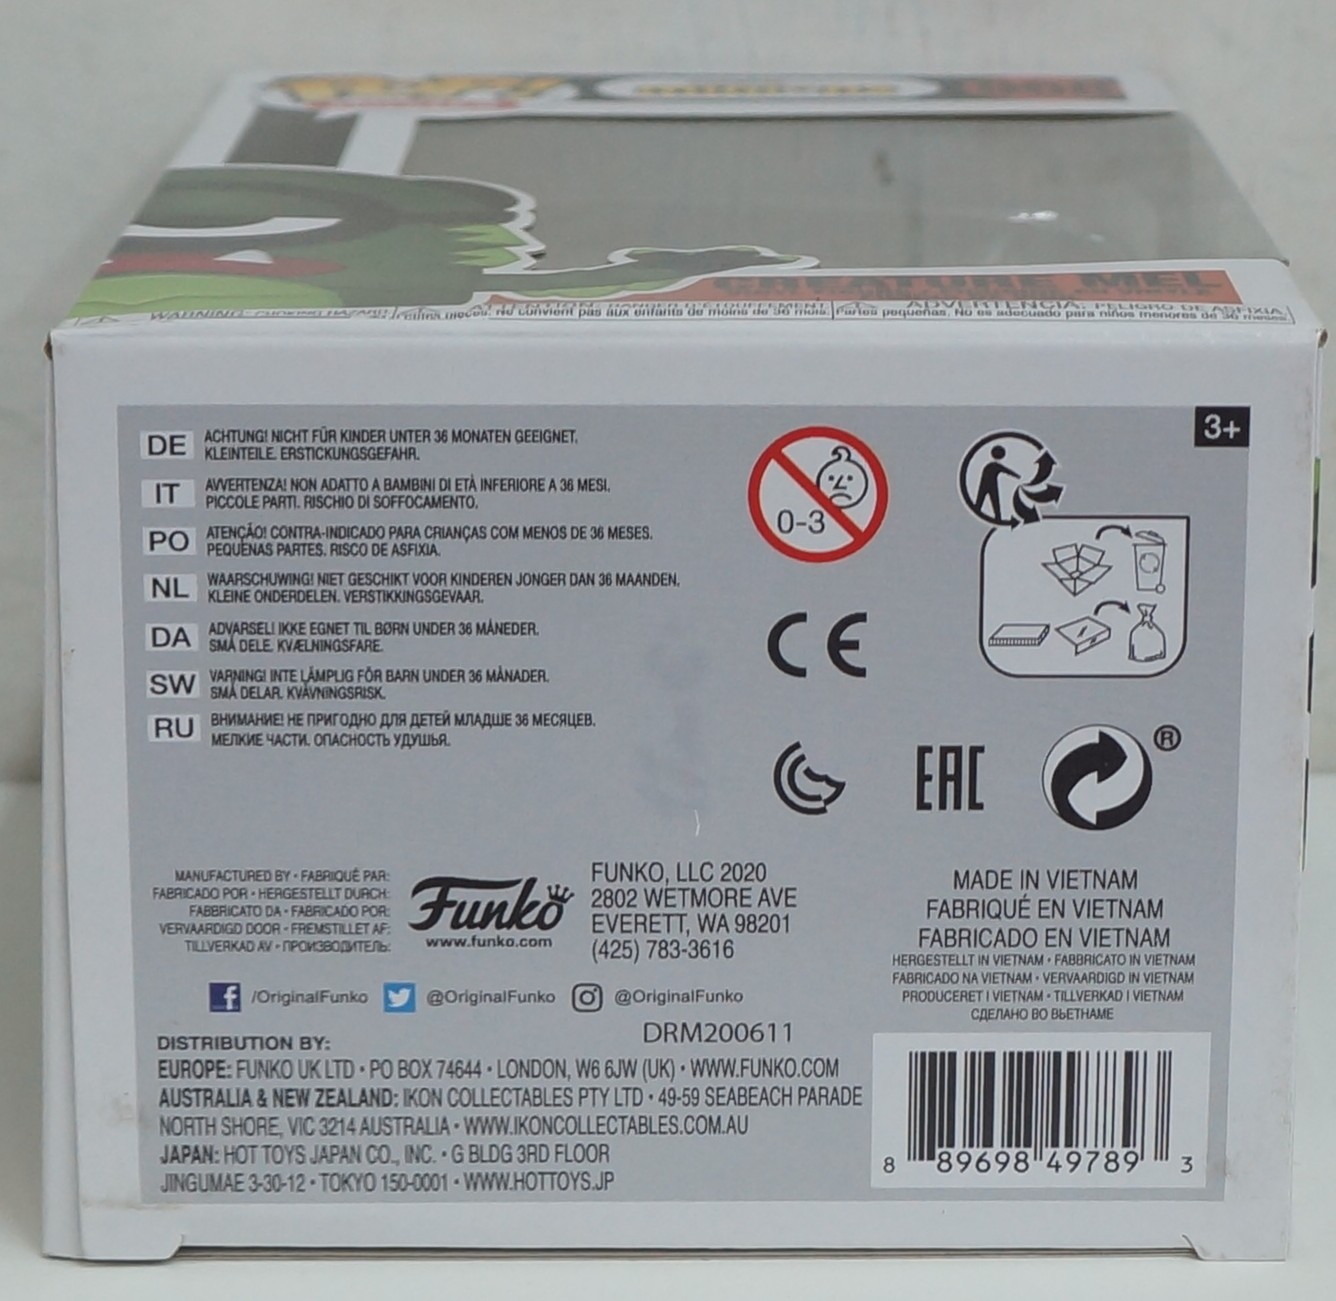 CREATURE MEL
WARNING: CHOKING HAZARD
ATTENTION: DANGER D'ÉTOUFFEMENT
ne convient pas aux enfants de moins de 36 mois.
ADVERTENCIA: PELIGRO DE ASFIXIA
Partes pequeñas. No es adecuado para niños menores de 36 meses.
3+
DE ACHTUNG! NICHT FÜR KINDER UNTER 36 MONATEN GEEIGNET.
KLEINTEILE. ERSTICKUNGSGEFAHR.
IT AVVERTENZA! NON ADATTO A BAMBINI DI ETÀ INFERIORE A 36 MESI.
PICCOLE PARTI. RISCHIO DI SOFFOCAMENTO.
PO ATENÇÃO! CONTRA-INDICADO PARA CRIANÇAS COM MENOS DE 36 MESES.
PEQUENAS PARTES. RISCO DE ASFIXIA.
NL WAARSCHUWING! NIET GESCHIKT VOOR KINDEREN JONGER DAN 36 MAANDEN.
KLEINE ONDERDELEN. VERSTIKKINGSGEVAAR.
DA ADVARSEL! IKKE EGNET TIL BØRN UNDER 36 MÅNEDER.
SMÅ DELE. KVÆLNINGSFARE.
SW VARNING! INTE LÄMPLIG FÖR BARN UNDER 36 MÅNADER.
SMÅ DELAR. KVÄVNINGSRISK.
RU ВНИМАНИЕ! НЕ ПРИГОДНО ДЛЯ ДЕТЕЙ МЛАДШЕ 36 МЕСЯЦЕВ.
МЕЛКИЕ ЧАСТИ. ОПАСНОСТЬ УДУШЬЯ.
0-3
CE
EAC
®
MANUFACTURED BY • FABRIQUÉ PAR:
FABRICADO POR • HERGESTELLT DURCH:
FABBRICATO DA • FABRICADO POR:
VERVAARDIGD DOOR • FREMSTILLET AF:
TILLVERKAD AV • ПРОИЗВОДИТЕЛЬ:
Funko
www.funko.com
FUNKO, LLC 2020
2802 WETMORE AVE
EVERETT, WA 98201
(425) 783-3616
MADE IN VIETNAM
FABRIQUÉ EN VIETNAM
FABRICADO EN VIETNAM
HERGESTELLT IN VIETNAM • FABBRICATO IN VIETNAM
FABRICADO NA VIETNAM • VERVAARDIGD IN VIETNAM
PRODUCERET I VIETNAM • TILLVERKAD I VIETNAM
СДЕЛАНО ВО ВЬЕТНАМЕ
f /OriginalFunko @OriginalFunko @OriginalFunko
DRM200611
DISTRIBUTION BY:
EUROPE: FUNKO UK LTD • PO BOX 74644 • LONDON, W6 6JW (UK) • WWW.FUNKO.COM
AUSTRALIA & NEW ZEALAND: IKON COLLECTABLES PTY LTD • 49-59 SEABEACH PARADE
NORTH SHORE, VIC 3214 AUSTRALIA • WWW.IKONCOLLECTABLES.COM.AU
JAPAN: HOT TOYS JAPAN CO., INC. • G BLDG 3RD FLOOR
JINGUMAE 3-30-12 • TOKYO 150-0001 • WWW.HOTTOYS.JP
8 89698 49789 3